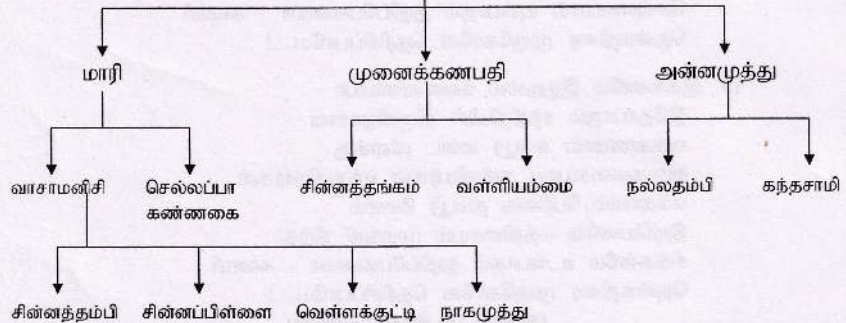 மாரி முனைக்கணபதி அன்னமுத்து
வாசாமனிசி செல்லப்பா சின்னத்தங்கம் வள்ளியம்மை நல்லதம்பி கந்தசாமி
கண்ணகை
சின்னத்தம்பி சின்னப்பிள்ளை வெள்ளக்குட்டி நாகமுத்து